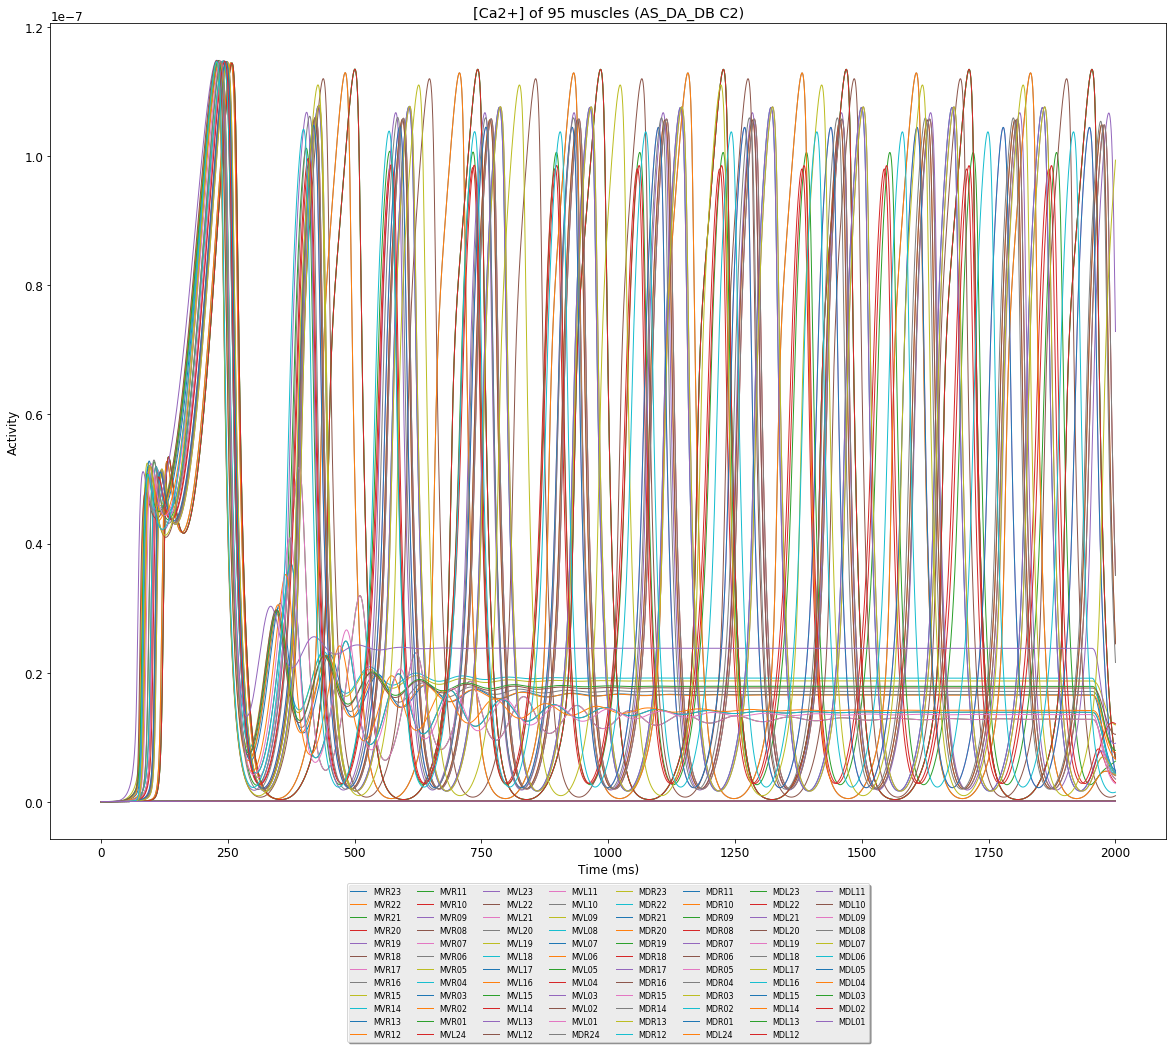 [Ca2+] of 95 muscles (AS_DA_DB C2)
1e−7
1.2
1.0
0.8
0.6
0.4
0.2
0.0
Activity
0 250 500 750 1000 1250 1500 1750 2000
Time (ms)
MVR23 MVR11 MVL23 MVL11 MDR23 MDR11 MDL23 MDL11
MVR22 MVR10 MVL22 MVL10 MDR22 MDR10 MDL22 MDL10
MVR21 MVR09 MVL21 MVL09 MDR21 MDR09 MDL21 MDL09
MVR20 MVR08 MVL20 MVL08 MDR20 MDR08 MDL20 MDL08
MVR19 MVR07 MVL19 MVL07 MDR19 MDR07 MDL19 MDL07
MVR18 MVR06 MVL18 MVL06 MDR18 MDR06 MDL18 MDL06
MVR17 MVR05 MVL17 MVL05 MDR17 MDR05 MDL17 MDL05
MVR16 MVR04 MVL16 MVL04 MDR16 MDR04 MDL16 MDL04
MVR15 MVR03 MVL15 MVL03 MDR15 MDR03 MDL15 MDL03
MVR14 MVR02 MVL14 MVL02 MDR14 MDR02 MDL14 MDL02
MVR13 MVR01 MVL13 MVL01 MDR13 MDR01 MDL13 MDL01
MVR12 MVL24 MVL12 MDR24 MDR12 MDL24 MDL12